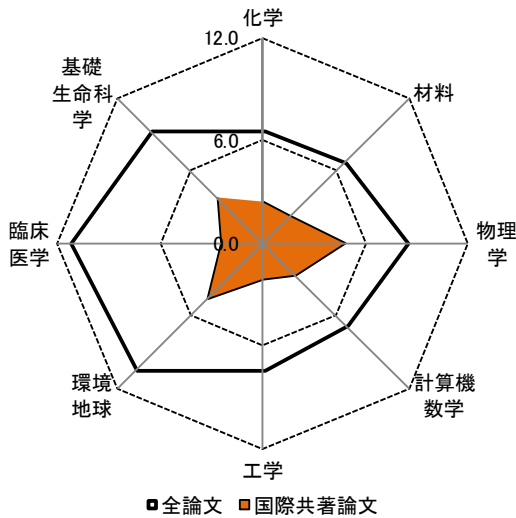 化学
12.0
基礎
生命科
学
材料
6.0
臨床
医学
0.0
物理
学
環境
地球
計算機
数学
工学
全論文 国際共著論文